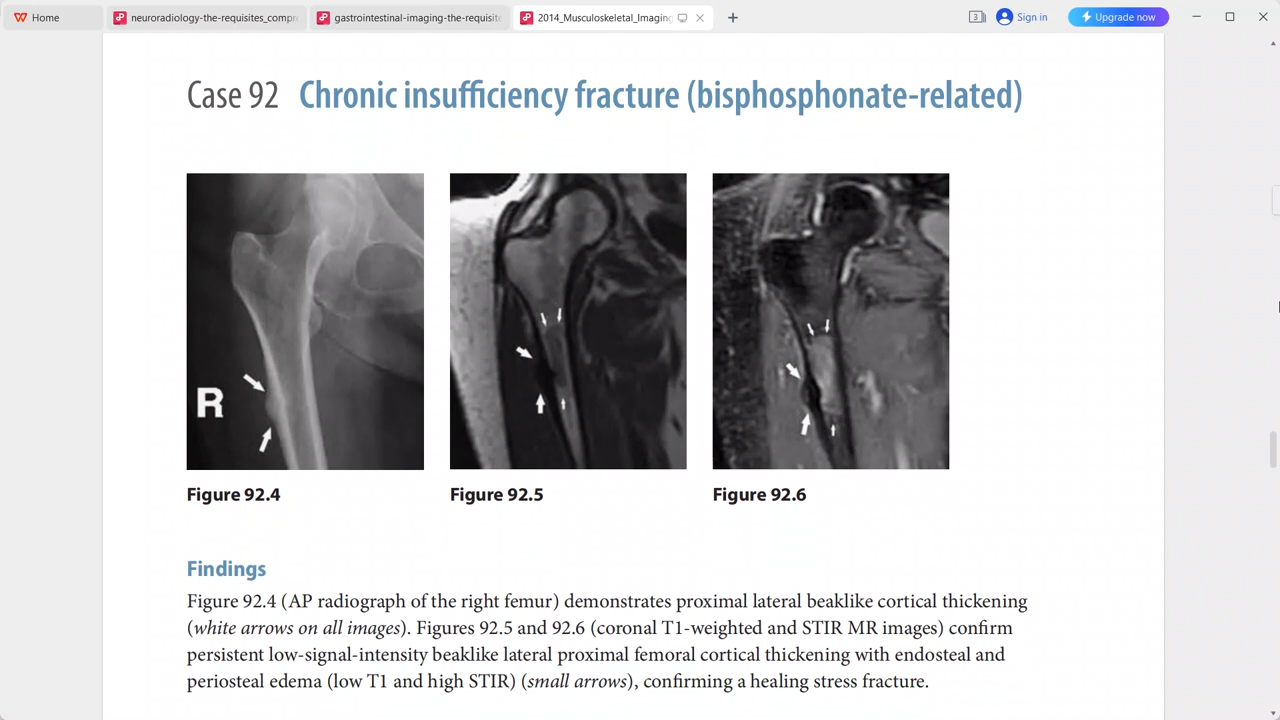 Home
neuroradiology-the-requisites_compr
gastrointestinal-imaging-the-requisite
2014_Musculoskeletal_Imaging
3
Sign in
Upgrade now
Case 92 Chronic insufficiency fracture (bisphosphonate-related)
R
Figure 92.4
Figure 92.5
Figure 92.6
Findings
Figure 92.4 (AP radiograph of the right femur) demonstrates proximal lateral beaklike cortical thickening
(white arrows on all images). Figures 92.5 and 92.6 (coronal T1-weighted and STIR MR images) confirm
persistent low-signal-intensity beaklike lateral proximal femoral cortical thickening with endosteal and
periosteal edema (low T1 and high STIR) (small arrows), confirming a healing stress fracture.